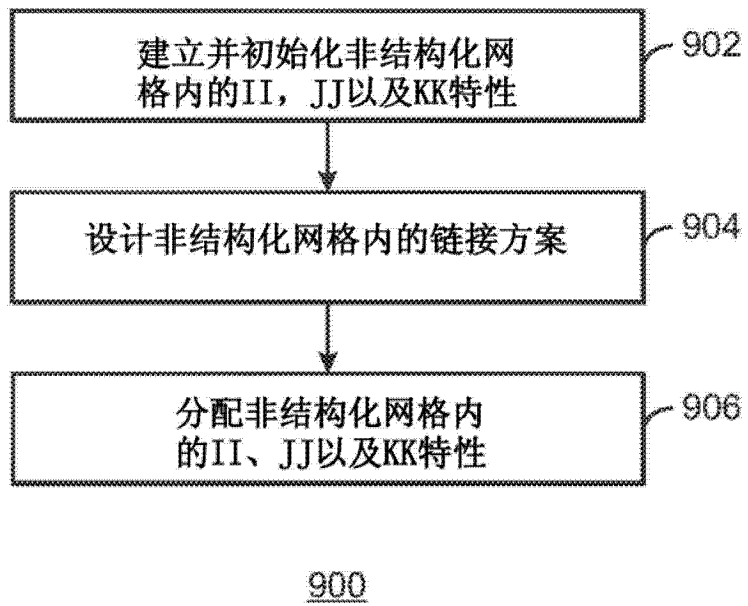 建立并初始化非结构化网
格内的II，JJ以及KK特性
902
设计非结构化网格内的链接方案
904
分配非结构化网格内
的II、JJ以及KK特性
906
900